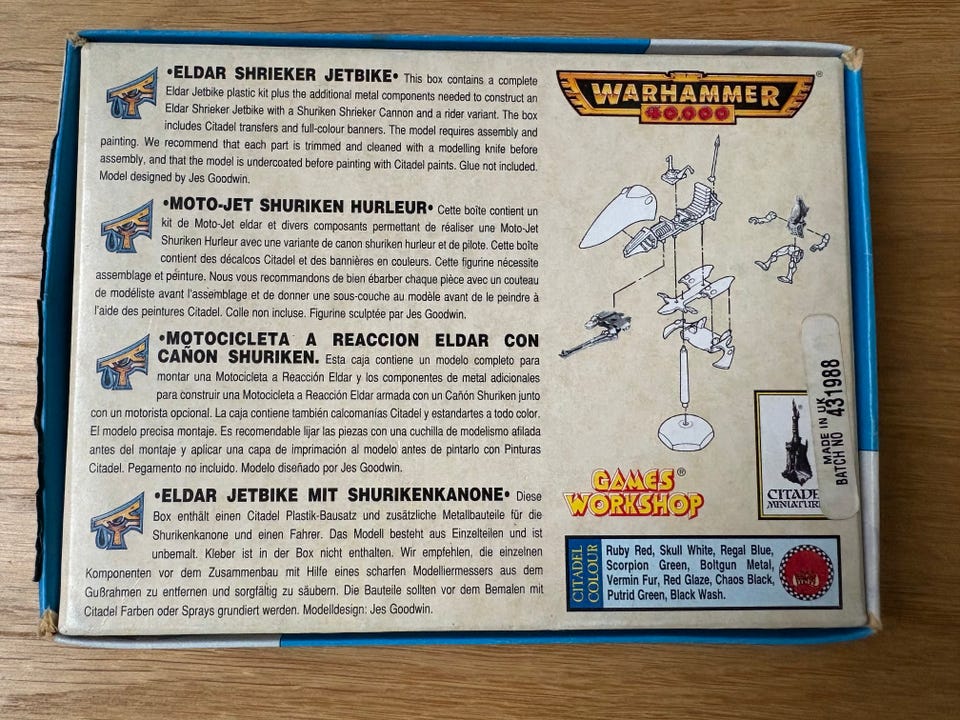 •ELDAR SHRIEKER JETBIKE• This box contains a complete
Eldar Jetbike plastic kit plus the additional metal components needed to construct an
Eldar Shrieker Jetbike with a Shuriken Shrieker Cannon and a rider variant. The box
includes Citadel transfers and full-colour banners. The model requires assembly and
painting. We recommend that each part is trimmed and cleaned with a modelling knife before
assembly, and that the model is undercoated before painting with Citadel paints. Glue not included.
Model designed by Jes Goodwin.
•MOTO-JET SHURIKEN HURLEUR• Cette boîte contient un
kit de Moto-Jet eldar et divers composants permettant de réaliser une Moto-Jet
Shuriken Hurleur avec une variante de canon shuriken hurleur et de pilote. Cette boîte
contient des décalcos Citadel et des bannières en couleurs. Cette figurine nécessite
assemblage et peinture. Nous vous recommandons de bien ébarber chaque pièce avec un couteau
de modéliste avant l'assemblage et de donner une sous-couche au modèle avant de le peindre à
l'aide des peintures Citadel. Colle non incluse. Figurine sculptée par Jes Goodwin.
•MOTOCICLETA A REACCION ELDAR CON
CAÑON SHURIKEN. Esta caja contiene un modelo completo para
montar una Motocicleta a Reacción Eldar y los componentes de metal adicionales
para construir una Motocicleta a Reacción Eldar armada con un Cañón Shuriken junto
con un motorista opcional. La caja contiene también calcomanías Citadel y estandartes a todo color.
El modelo precisa montaje. Es recomendable lijar las piezas con una cuchilla de modelismo afilada
antes del montaje y aplicar una capa de imprimación al modelo antes de pintarlo con Pinturas
Citadel. Pegamento no incluido. Modelo diseñado por Jes Goodwin.
•ELDAR JETBIKE MIT SHURIKENKANONE• Diese
Box enthält einen Citadel Plastik-Bausatz und zusätzliche Metallbauteile für die
Shurikenkanone und einen Fahrer. Das Modell besteht aus Einzelteilen und ist
unbemalt. Kleber ist in der Box nicht enthalten. Wir empfehlen, die einzelnen
Komponenten vor dem Zusammenbau mit Hilfe eines scharfen Modelliermessers aus dem
Gußrahmen zu entfernen und sorgfältig zu säubern. Die Bauteile sollten vor dem Bemalen mit
Citadel Farben oder Sprays grundiert werden. Modelldesign: Jes Goodwin.
WARHAMMER®
40,000
MADE IN UK
BATCH NO 431988
CITADE
MINIATUR
GAMES®
WORKSHOP
CITADEL
COLOUR
Ruby Red, Skull White, Regal Blue,
Scorpion Green, Boltgun Metal,
Vermin Fur, Red Glaze, Chaos Black,
Putrid Green, Black Wash.